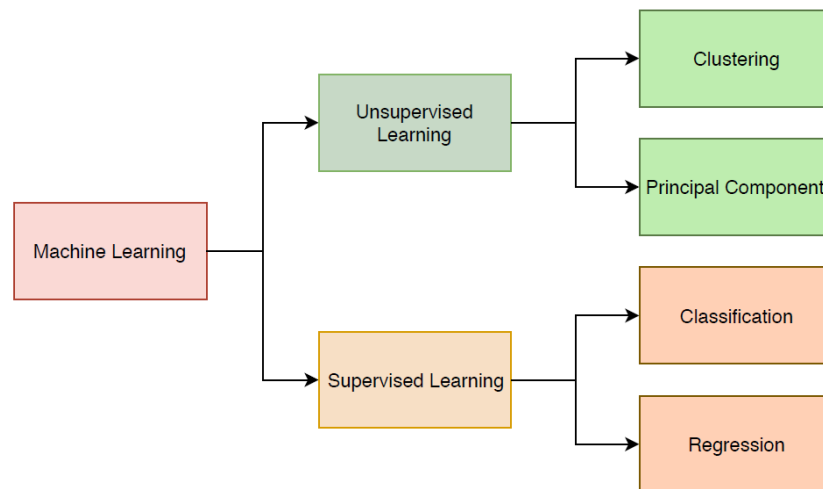 Clustering
Unsupervised
Learning
Principal Component
Machine Learning
Classification
Supervised Learning
Regression